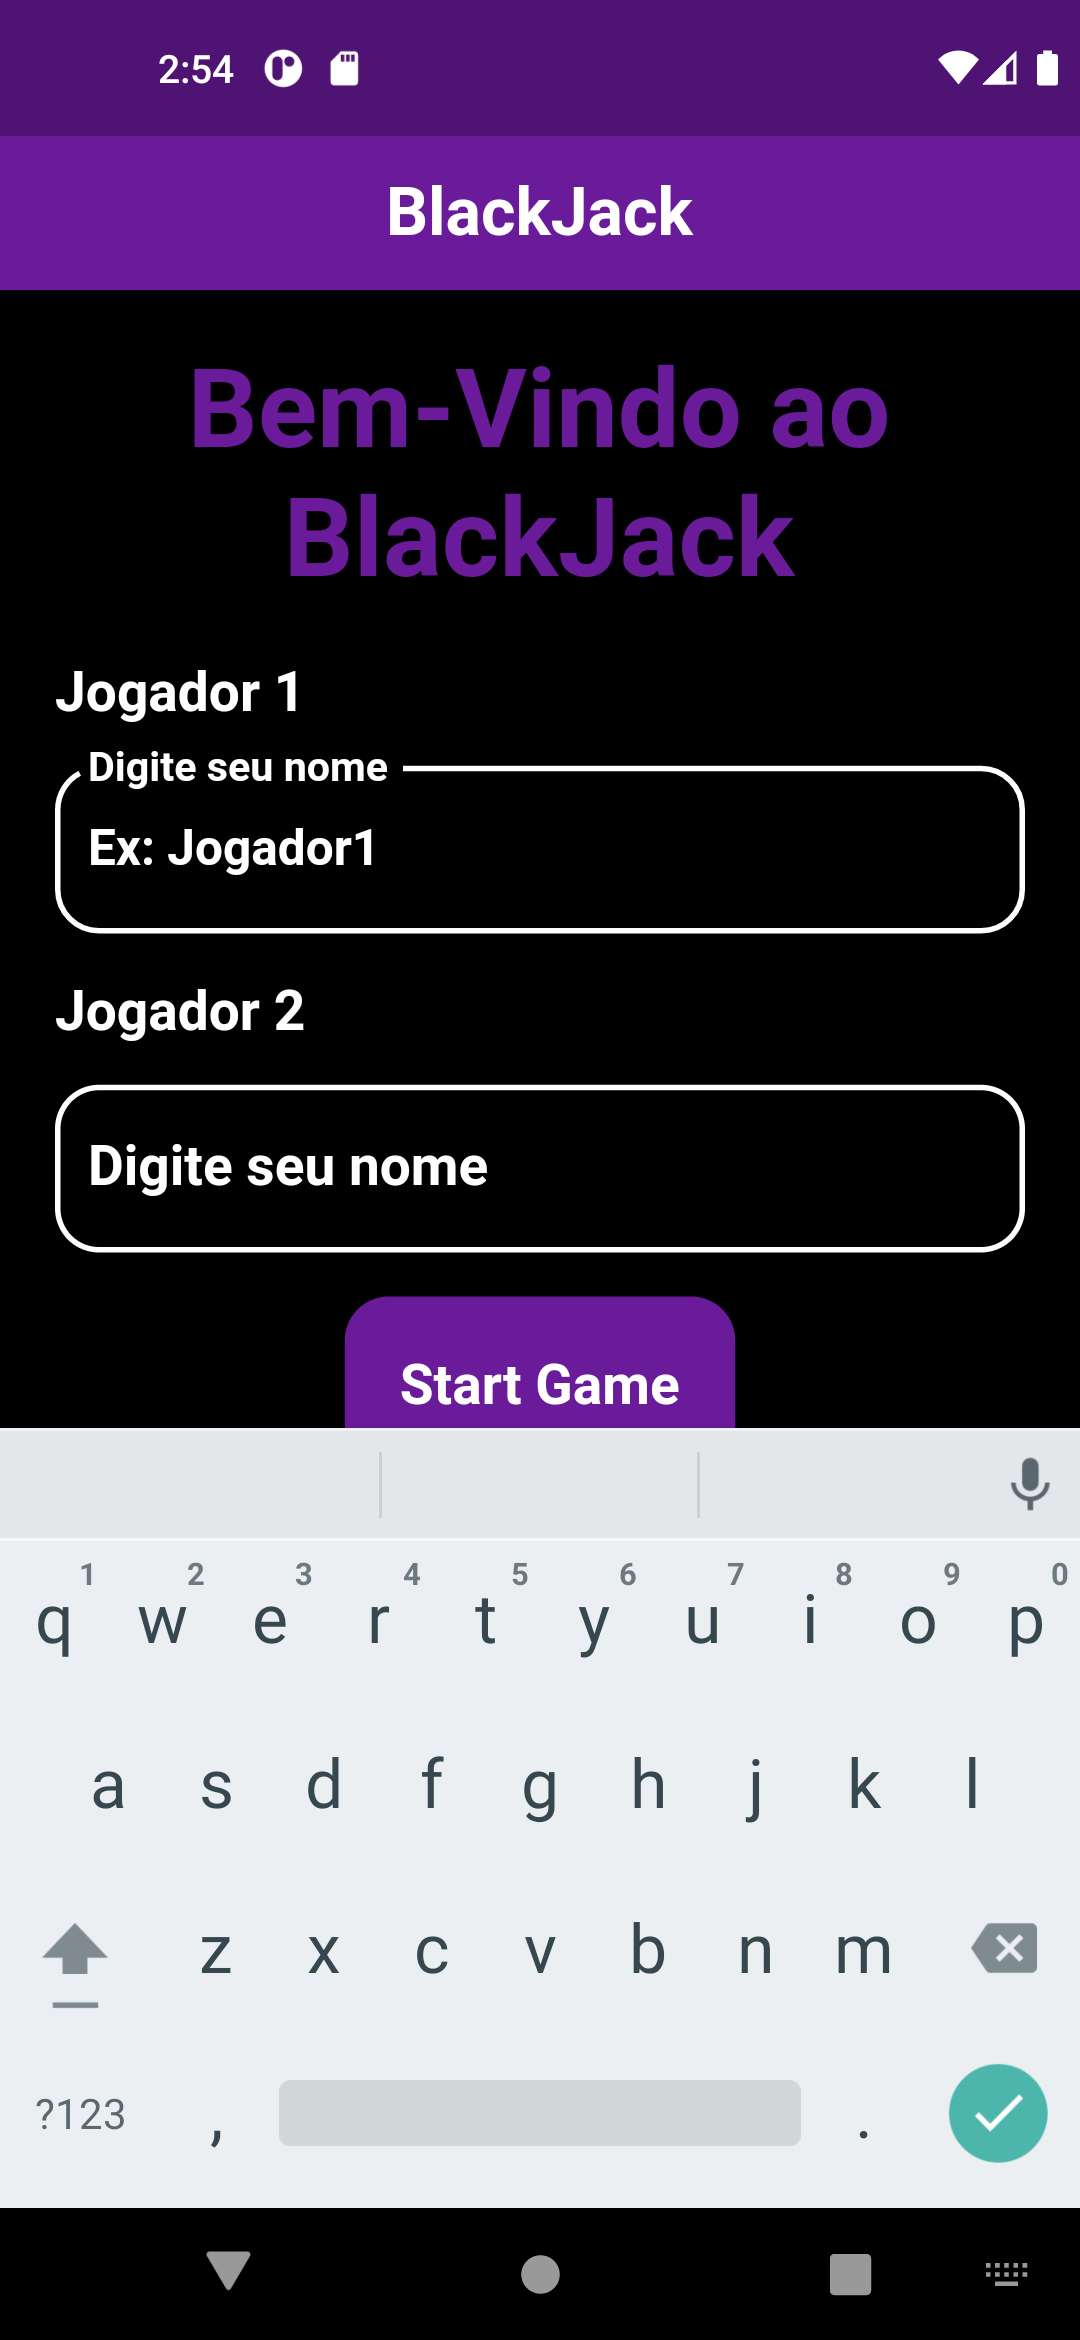 2:54
BlackJack
Bem-Vindo ao
BlackJack
Jogador 1
Digite seu nome
Ex: Jogador1
Jogador 2
Digite seu nome
Start Game
1 2 3 4 5 6 7 8 9 0
q w e r t y u i o p
a s d f g h j k l
z x c v b n m
?123 , .